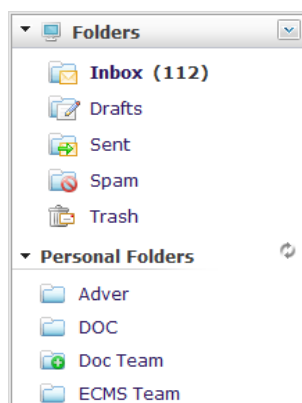 Folders
Inbox (112)
Drafts
Sent
Spam
Trash
Personal Folders
Adver
DOC
Doc Team
ECMS Team